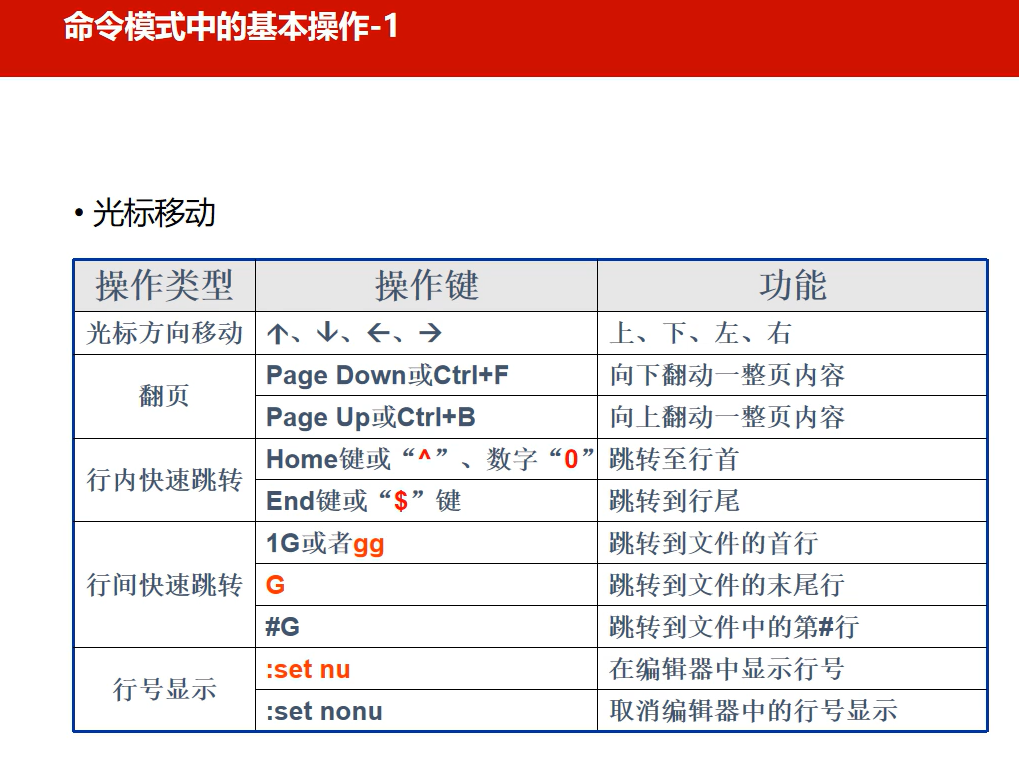 命令模式中的基本操作-1
• 光标移动
操作类型 操作键 功能
光标方向移动 ↑、↓、←、→ 上、下、左、右
翻页 Page Down或Ctrl+F 向下翻动一整页内容
Page Up或Ctrl+B 向上翻动一整页内容
行内快速跳转 Home键或“^”、数字“0” 跳转至行首
End键或“$”键 跳转到行尾
行间快速跳转 1G或者gg 跳转到文件的首行
G 跳转到文件的末尾行
#G 跳转到文件中的第#行
行号显示 :set nu 在编辑器中显示行号
:set nonu 取消编辑器中的行号显示